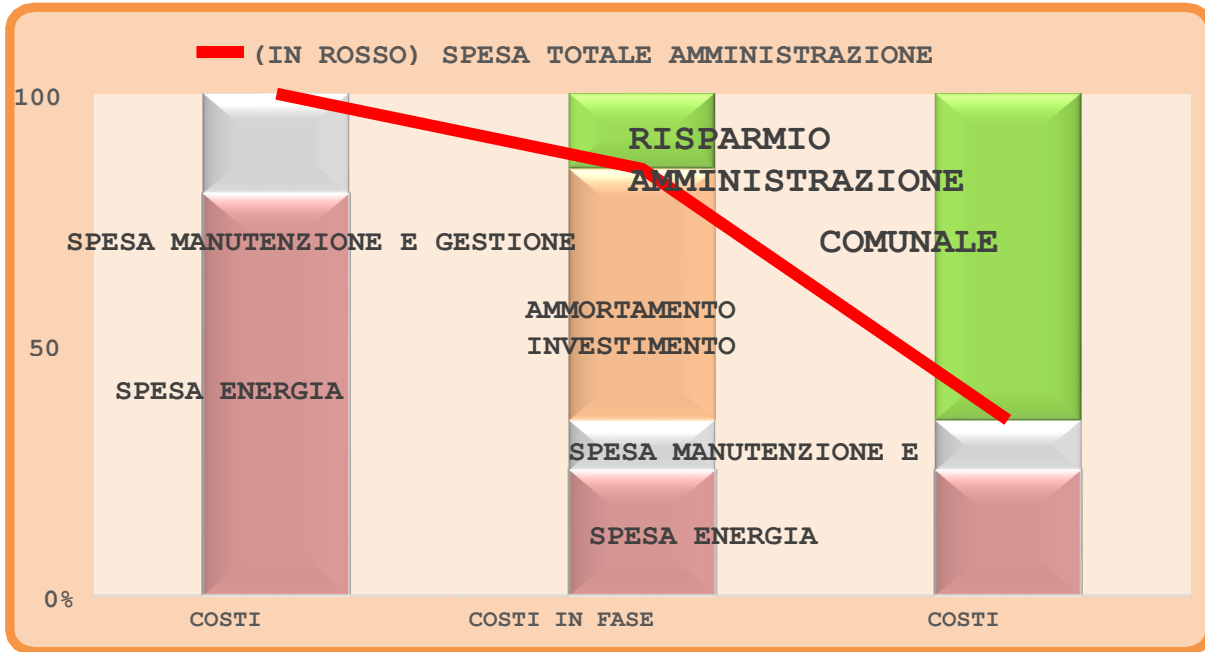 (IN ROSSO) SPESA TOTALE AMMINISTRAZIONE
100
RISPARMIO
AMMINISTRAZIONE
SPESA MANUTENZIONE E GESTIONE
COMUNALE
AMMORTAMENTO
INVESTIMENTO
50
SPESA ENERGIA
SPESA MANUTENZIONE E
SPESA ENERGIA
0%
COSTI
COSTI IN FASE
COSTI